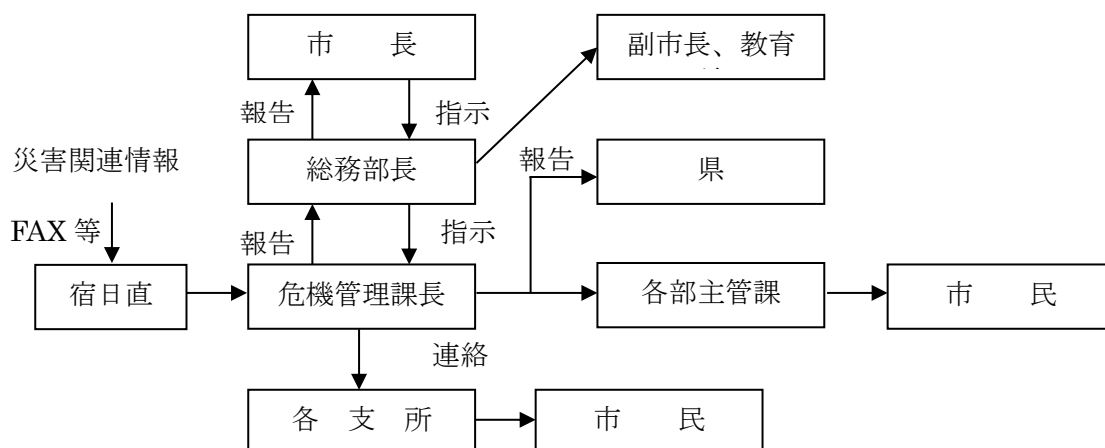 市　　長
副市長、教育
報告
指示
災害関連情報
総務部長
報告
県
FAX 等
報告
指示
宿日直
危機管理課長
各部主管課
市　　民
連絡
各　支　所
市　　民